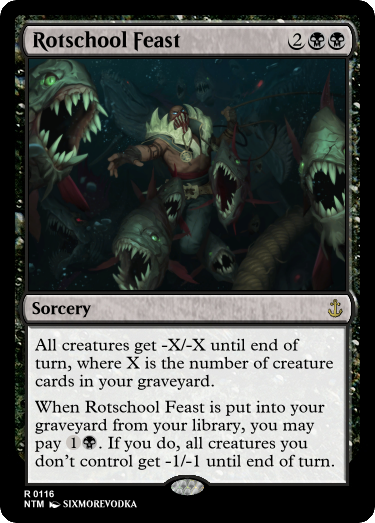 Rotschool Feast 2
Sorcery
All creatures get -X/-X until end of
turn, where X is the number of creature
cards in your graveyard.
When Rotschool Feast is put into your
graveyard from your library, you may
pay 1. If you do, all creatures you
don't control get -1/-1 until end of turn.
R 0116
NTM SIXMOREVODKA